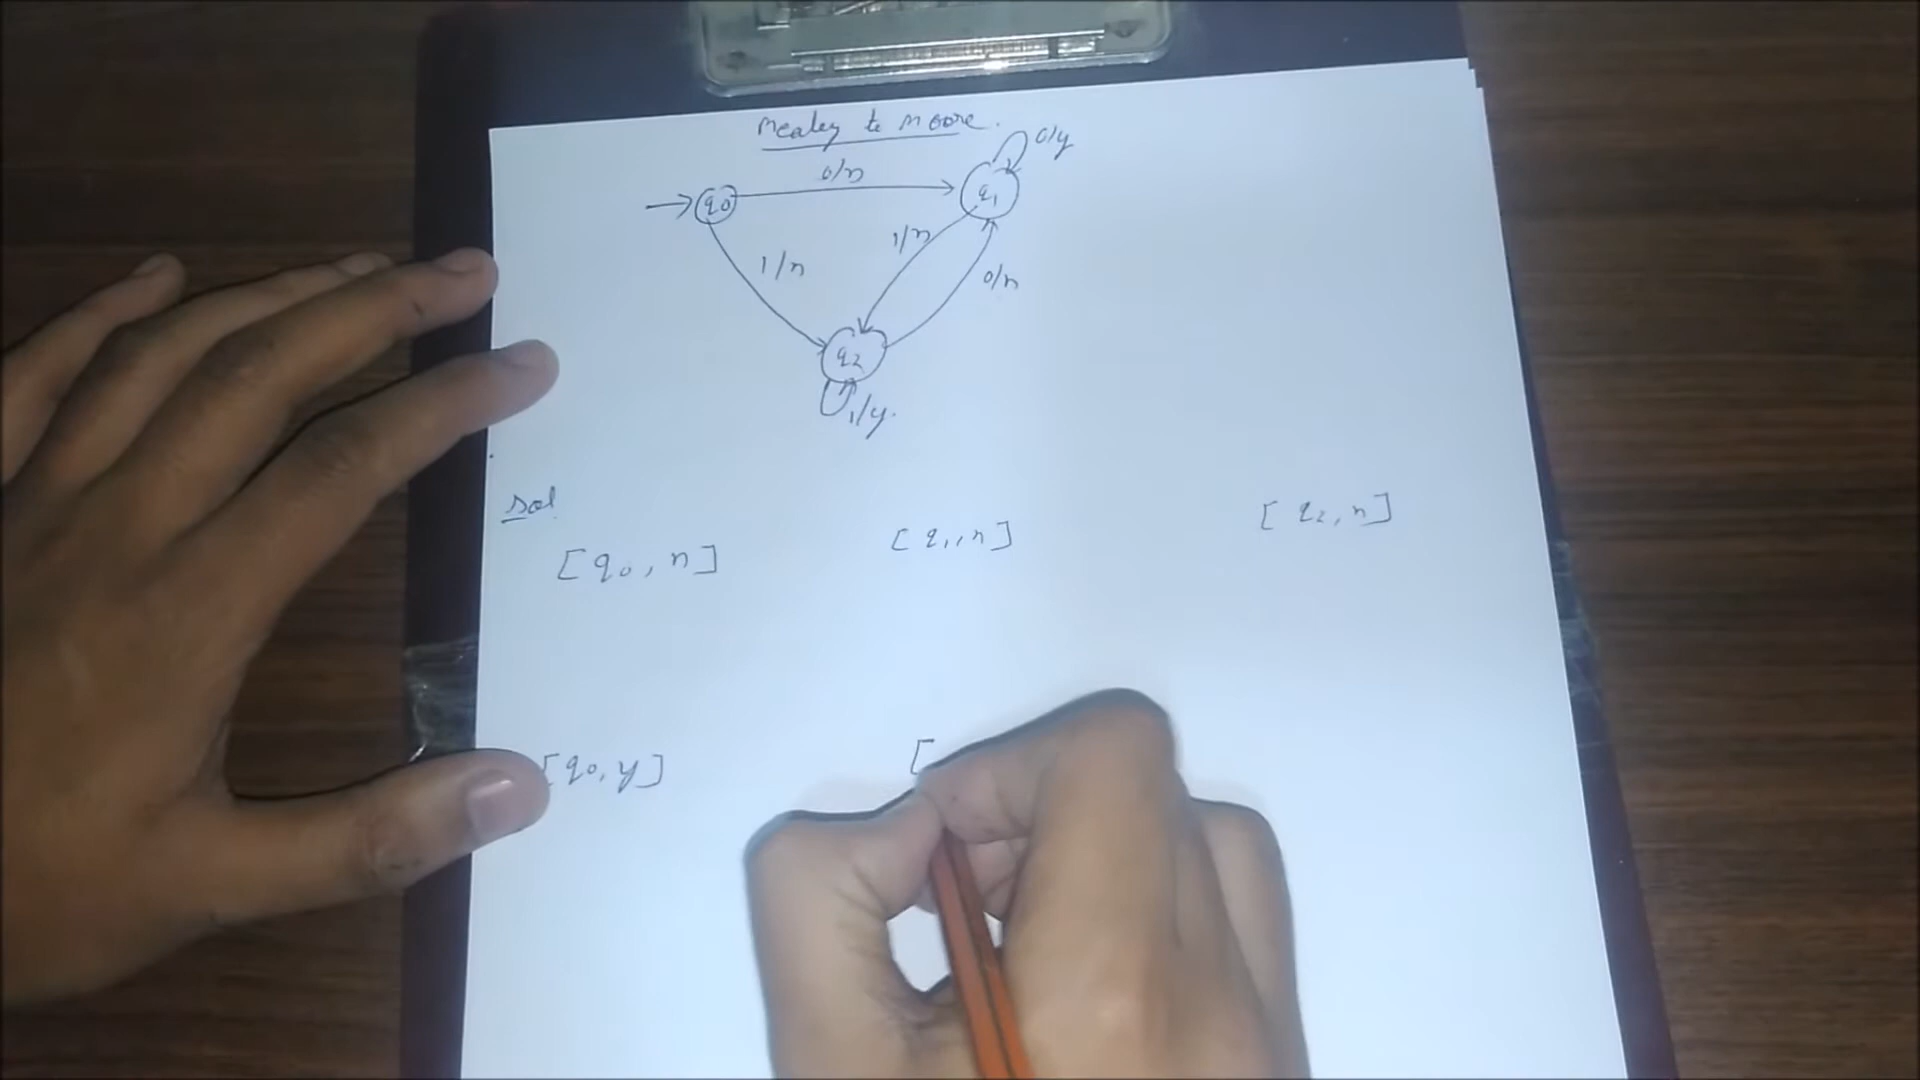 Mealey to Moore.
0/y
0/n
q0
q1
1/n
1/n
0/n
q2
1/y.
sol
[q0, n]
[q1, n]
[q2, n]
[q0, y]
[